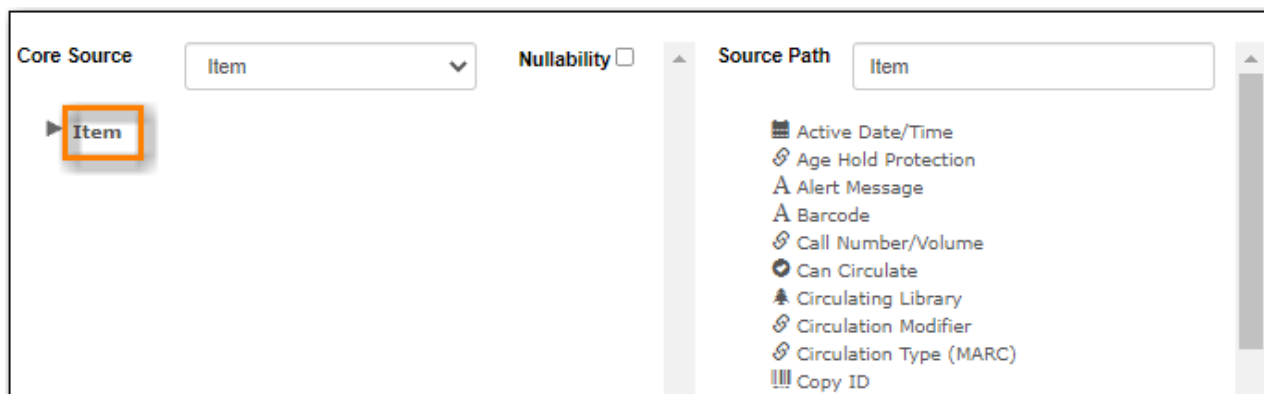 Core Source
Item
Nullability
Source Path
Item
Item
Active Date/Time
Age Hold Protection
Alert Message
Barcode
Call Number/Volume
Can Circulate
Circulating Library
Circulation Modifier
Circulation Type (MARC)
Copy ID